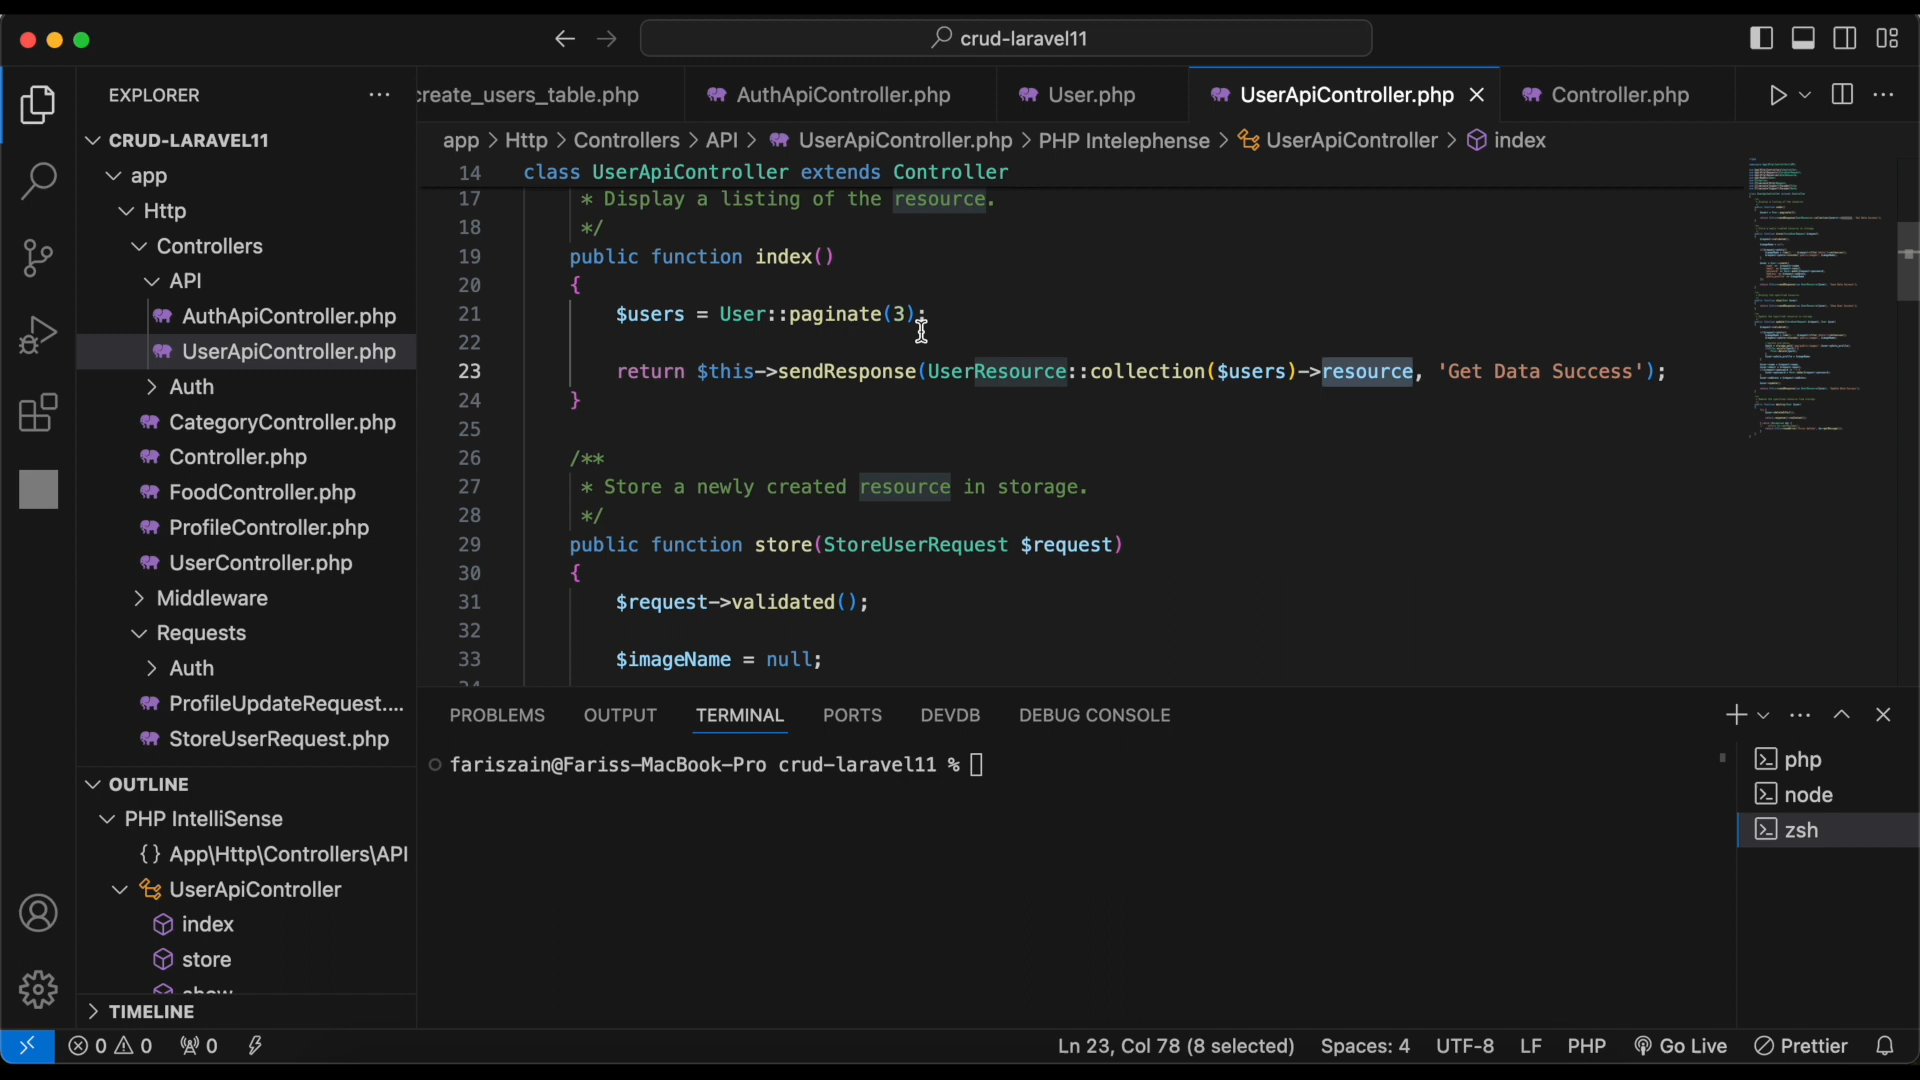 crud-laravel11
EXPLORER
create_users_table.php
AuthApiController.php
User.php
UserApiController.php
Controller.php
CRUD-LARAVEL11
app
Http
Controllers
API
AuthApiController.php
UserApiController.php
Auth
CategoryController.php
Controller.php
FoodController.php
ProfileController.php
UserController.php
Middleware
Requests
Auth
ProfileUpdateRequest....
StoreUserRequest.php
OUTLINE
PHP IntelliSense
{} App\Http\Controllers\API
UserApiController
index
store
show
TIMELINE
app > Http > Controllers > API > UserApiController.php > PHP Intelephense > UserApiController > index
14 class UserApiController extends Controller
17 * Display a listing of the resource.
18 */
19 public function index()
20 {
21 $users = User::paginate(3);
22
23 return $this->sendResponse(UserResource::collection($users)->resource, 'Get Data Success');
24 }
25
26 /**
27 * Store a newly created resource in storage.
28 */
29 public function store(StoreUserRequest $request)
30 {
31 $request->validated();
32
33 $imageName = null;
34
PROBLEMS OUTPUT TERMINAL PORTS DEVDB DEBUG CONSOLE
fariszain@Fariss-MacBook-Pro crud-laravel11 %
php
node
zsh
0 0 0 Ln 23, Col 78 (8 selected) Spaces: 4 UTF-8 LF PHP Go Live Prettier